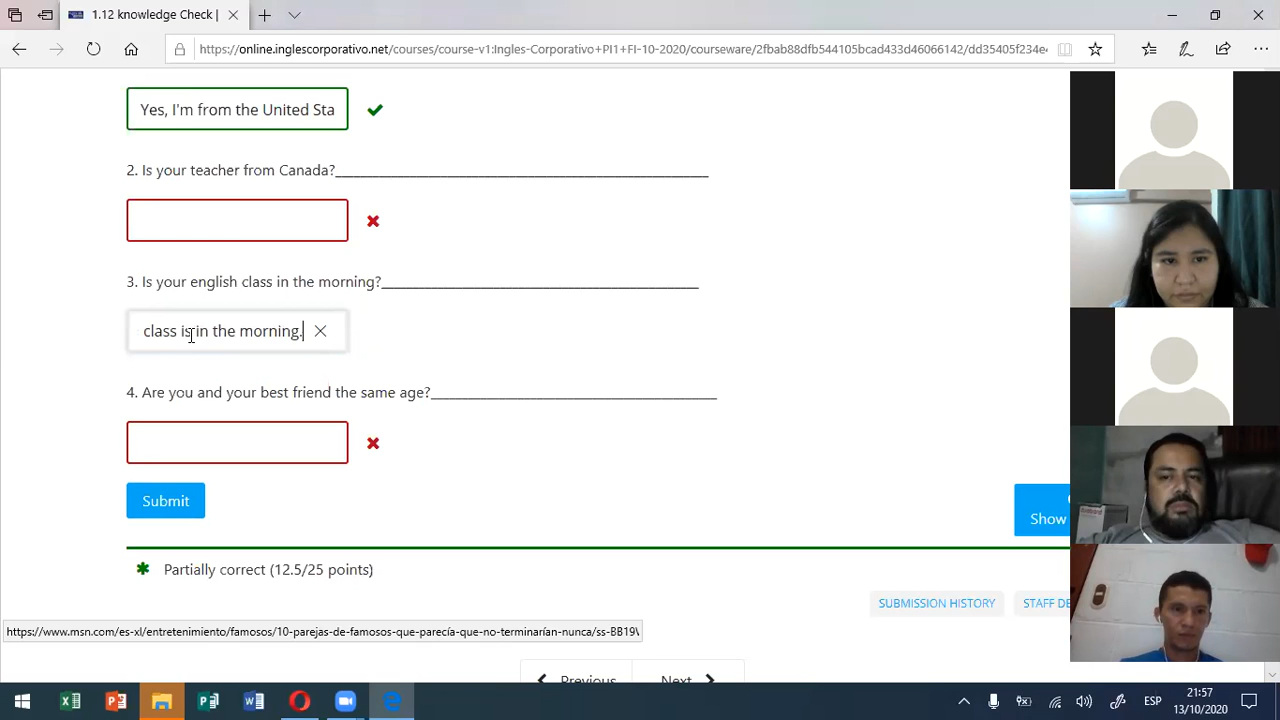 1.12 knowledge check |
https://online.inglescorporativo.net/courses/course-v1:Ingles-Corporativo+PI1+FI-10-2020/courseware/2fbab88dfb544105bcad433d46066142/dd35405f234e
Yes, I'm from the United Sta
2. Is your teacher from Canada?
3. Is your english class in the morning?
class is in the morning.
4. Are you and your best friend the same age?
Submit
Show
Partially correct (12.5/25 points)
SUBMISSION HISTORY
STAFF DE
https://www.msn.com/es-xl/entretenimiento/famosos/10-parejas-de-famosos-que-parecía-que-no-terminarían-nunca/ss-BB19
Previous
Next
ESP
21:57
13/10/2020